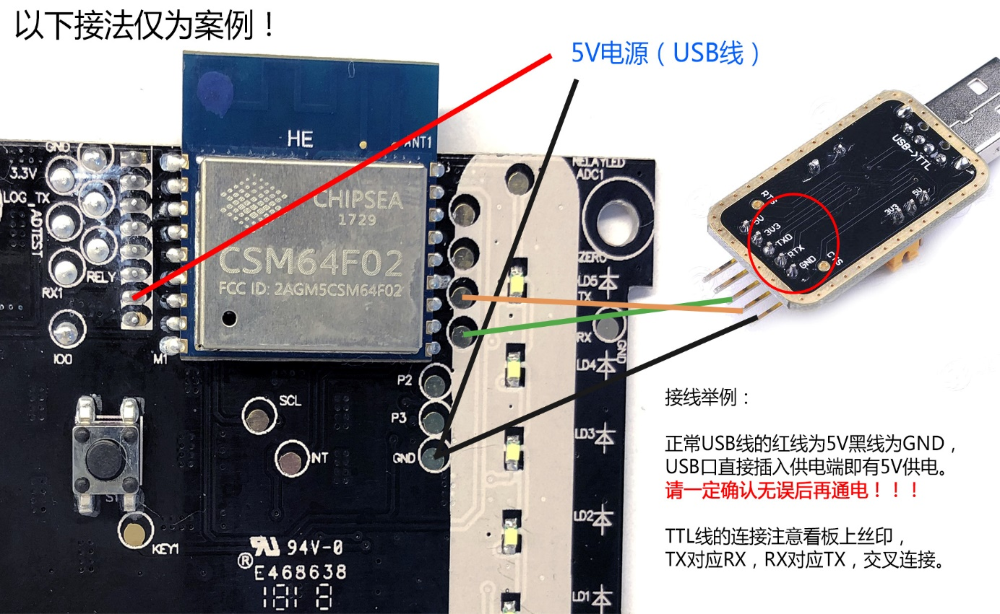 以下接法仅为案例！
5V电源（USB线）
HE
ANT1
CHIPSEA
1729
CSM64F02
FCC ID: 2AGM5CSM64F02
GND
3.3V
LOG_TX
ADTEST
RELY
RX1
IO0
M1
RELAYLED
ADC1
ZERO
LD5
TX
RX
GND
LD4
P2
P3
GND
SCL
INT
LD3
LD2
LD1
KEY1
94V-0
E468638
1818
USB->TTL
5V
3V3
5V
3V3
TXD
RTX
GND
接线举例：
正常USB线的红线为5V黑线为GND，
USB口直接插入供电端即有5V供电。
请一定确认无误后再通电！！！
TTL线的连接注意看板上丝印，
TX对应RX，RX对应TX，交叉连接。